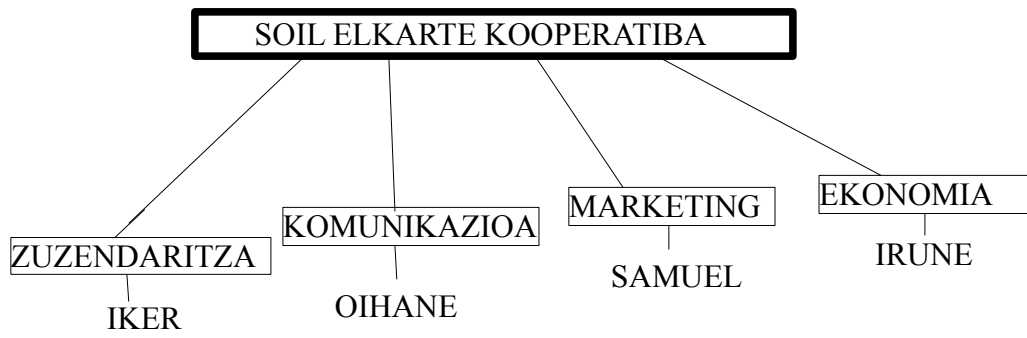 SOIL ELKARTE KOOPERATIBA
ZUZENDARITZA
IKER
KOMUNIKAZIOA
OIHANE
MARKETING
SAMUEL
EKONOMIA
IRUNE